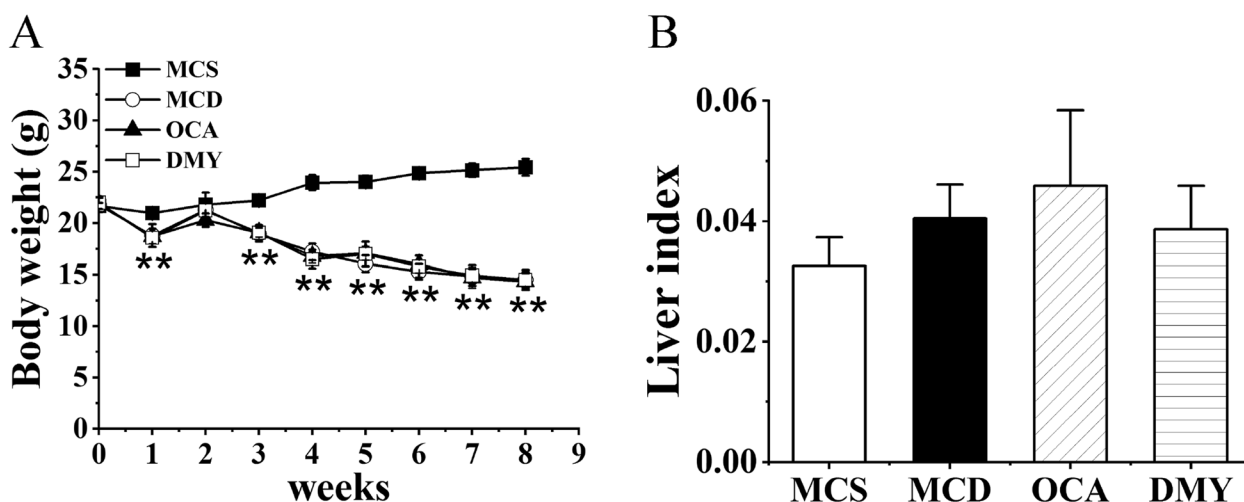 A
Body weight (g)
35
30
25
20
15
10
5
0
MCS
MCD
OCA
DMY
**
**
**
**
**
**
**
0 1 2 3 4 5 6 7 8 9
weeks
B
Liver index
0.06
0.04
0.02
0.00
MCS MCD OCA DMY